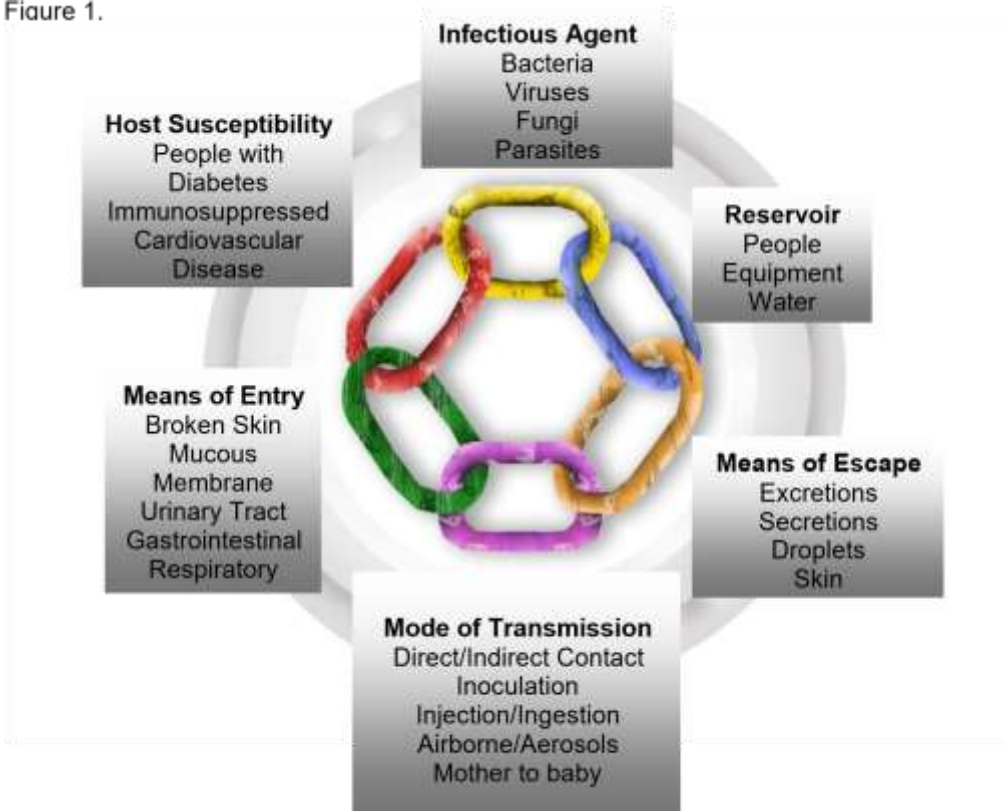 Figure 1.
Infectious Agent
Bacteria
Viruses
Fungi
Parasites
Host Susceptibility
People with
Diabetes
Immunosuppressed
Cardiovascular
Disease
Reservoir
People
Equipment
Water
Means of Entry
Broken Skin
Mucous
Membrane
Urinary Tract
Gastrointestinal
Respiratory
Means of Escape
Excretions
Secretions
Droplets
Skin
Mode of Transmission
Direct/Indirect Contact
Inoculation
Injection/Ingestion
Airborne/Aerosols
Mother to baby